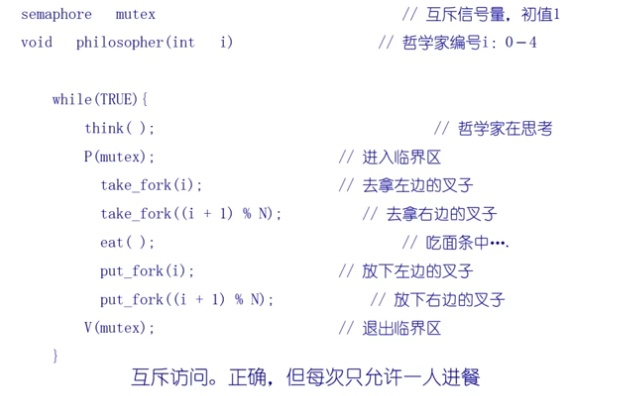 semaphore mutex // 互斥信号量，初值1
void philosopher(int i) // 哲学家编号i: 0－4
while(TRUE){
think( ); // 哲学家在思考
P(mutex); // 进入临界区
take_fork(i); // 去拿左边的叉子
take_fork((i + 1) % N); // 去拿右边的叉子
eat( ); // 吃面条中….
put_fork(i); // 放下左边的叉子
put_fork((i + 1) % N); // 放下右边的叉子
V(mutex); // 退出临界区
}
互斥访问。正确，但每次只允许一人进餐